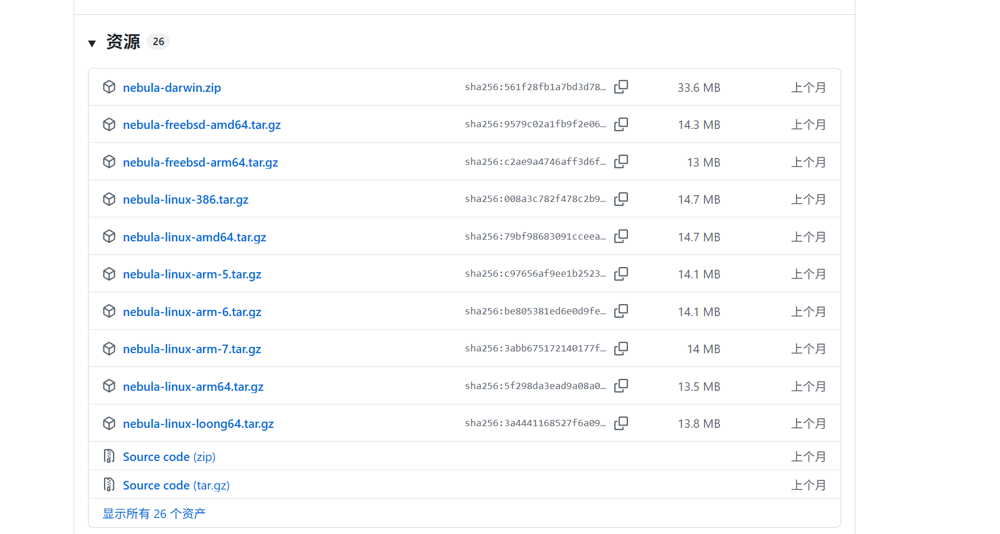 资源 26
nebula-darwin.zip sha256:561f28fb1a7bd3d78… 33.6 MB 上个月
nebula-freebsd-amd64.tar.gz sha256:9579c02a1fb9f2e06… 14.3 MB 上个月
nebula-freebsd-arm64.tar.gz sha256:c2ae9a4746aff3d6f… 13 MB 上个月
nebula-linux-386.tar.gz sha256:008a3c782f478c2b9… 14.7 MB 上个月
nebula-linux-amd64.tar.gz sha256:79bf98683091cceea… 14.7 MB 上个月
nebula-linux-arm-5.tar.gz sha256:c97656af9ee1b2523… 14.1 MB 上个月
nebula-linux-arm-6.tar.gz sha256:be805381ed6e0d9fe… 14.1 MB 上个月
nebula-linux-arm-7.tar.gz sha256:3abb675172140177f… 14 MB 上个月
nebula-linux-arm64.tar.gz sha256:5f298da3ead9a08a0… 13.5 MB 上个月
nebula-linux-loong64.tar.gz sha256:3a4441168527f6a09… 13.8 MB 上个月
Source code (zip) 上个月
Source code (tar.gz) 上个月
显示所有 26 个资产